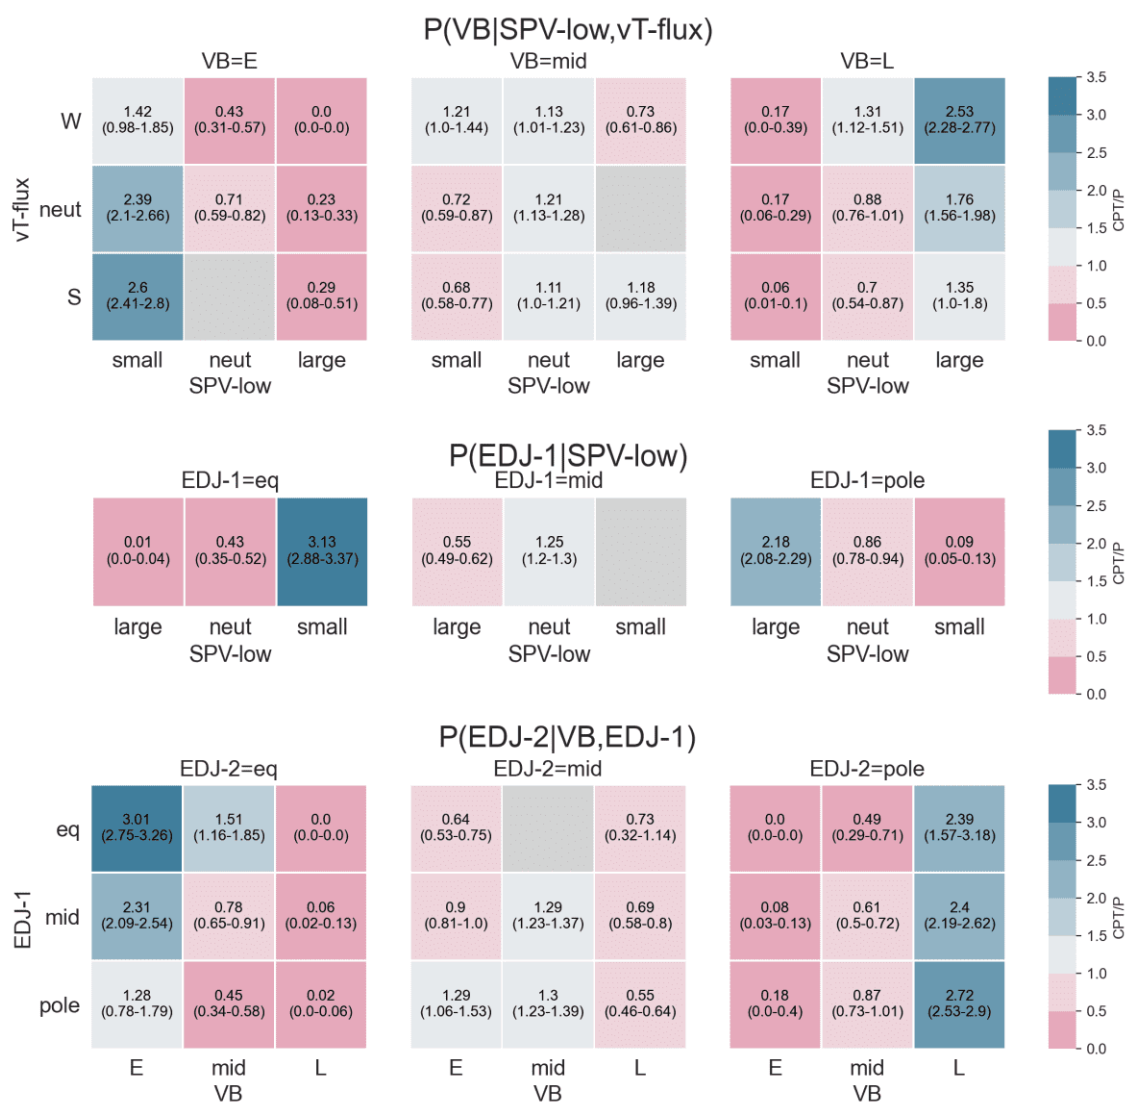 P(VB|SPV-low,vT-flux)
VB=E VB=mid VB=L
W 1.42 0.43 0.0 1.21 1.13 0.73 0.17 1.31 2.53
(0.98-1.85) (0.31-0.57) (0.0-0.0) (1.0-1.44) (1.01-1.23) (0.61-0.86) (0.0-0.39) (1.12-1.51) (2.28-2.77)
vT-flux
neut 2.39 0.71 0.23 0.72 1.21 0.17 0.88 1.76
(2.1-2.66) (0.59-0.82) (0.13-0.33) (0.59-0.87) (1.13-1.28) (0.06-0.29) (0.76-1.01) (1.56-1.98)
S 2.6 0.29 0.68 1.11 1.18 0.06 0.7 1.35
(2.41-2.8) (0.08-0.51) (0.58-0.77) (1.0-1.21) (0.96-1.39) (0.01-0.1) (0.54-0.87) (1.0-1.8)
small neut large small neut large small neut large
SPV-low SPV-low SPV-low
3.5
3.0
2.5
2.0
1.5
1.0
0.5
0.0
CPT/P
P(EDJ-1|SPV-low)
EDJ-1=eq EDJ-1=mid EDJ-1=pole
0.01 0.43 3.13 0.55 1.25 2.18 0.86 0.09
(0.0-0.04) (0.35-0.52) (2.88-3.37) (0.49-0.62) (1.2-1.3) (2.08-2.29) (0.78-0.94) (0.05-0.13)
large neut small large neut small large neut small
SPV-low SPV-low SPV-low
3.5
3.0
2.5
2.0
1.5
1.0
0.5
0.0
CPT/P
P(EDJ-2|VB,EDJ-1)
EDJ-2=eq EDJ-2=mid EDJ-2=pole
eq 3.01 1.51 0.0 0.64 0.73 0.0 0.49 2.39
(2.75-3.26) (1.16-1.85) (0.0-0.0) (0.53-0.75) (0.32-1.14) (0.0-0.0) (0.29-0.71) (1.57-3.18)
EDJ-1
mid 2.31 0.78 0.06 0.9 1.29 0.69 0.08 0.61 2.4
(2.09-2.54) (0.65-0.91) (0.02-0.13) (0.81-1.0) (1.23-1.37) (0.58-0.8) (0.03-0.13) (0.5-0.72) (2.19-2.62)
pole 1.28 0.45 0.02 1.29 1.3 0.55 0.18 0.87 2.72
(0.78-1.79) (0.34-0.58) (0.0-0.06) (1.06-1.53) (1.23-1.39) (0.46-0.64) (0.0-0.4) (0.73-1.01) (2.53-2.9)
E mid L E mid L E mid L
VB VB VB
3.5
3.0
2.5
2.0
1.5
1.0
0.5
0.0
CPT/P